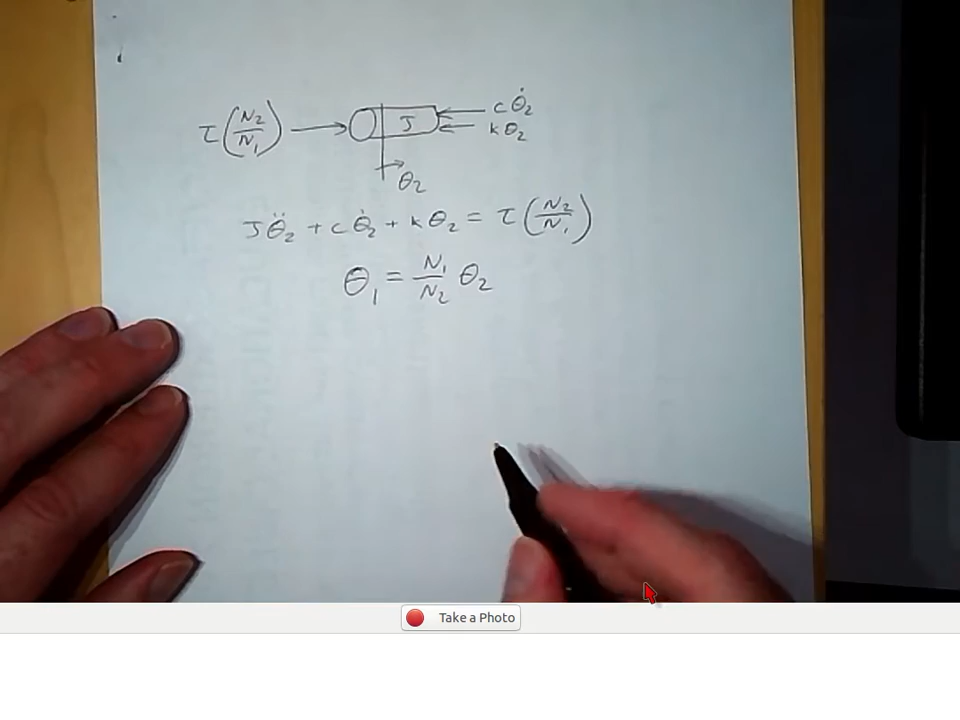 τ(N₂/N₁) → J ← cθ̇₂
← kθ₂
θ₂
Jθ̈₂ + cθ̇₂ + kθ₂ = τ(N₂/N₁)
θ₁ = N₁/N₂ θ₂
Take a Photo